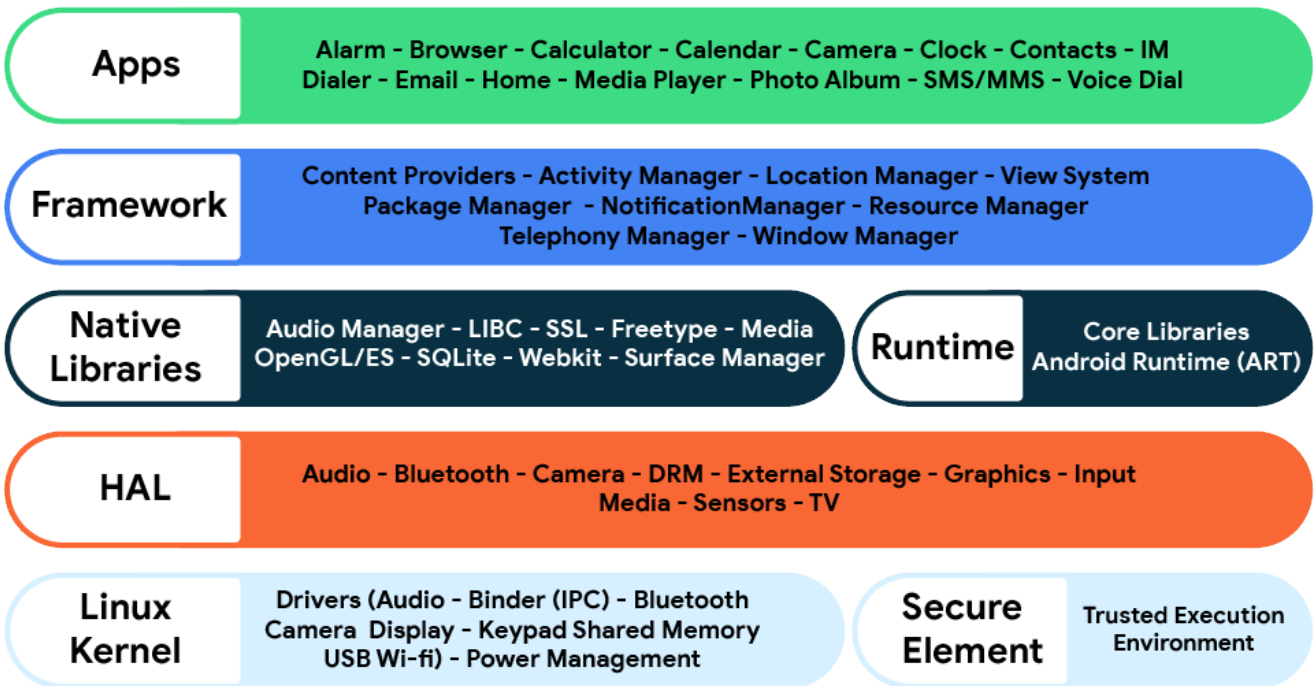 Apps
Alarm - Browser - Calculator - Calendar - Camera - Clock - Contacts - IM
Dialer - Email - Home - Media Player - Photo Album - SMS/MMS - Voice Dial
Framework
Content Providers - Activity Manager - Location Manager - View System
Package Manager - NotificationManager - Resource Manager
Telephony Manager - Window Manager
Native
Libraries
Audio Manager - LIBC - SSL - Freetype - Media
OpenGL/ES - SQLite - Webkit - Surface Manager
Runtime
Core Libraries
Android Runtime (ART)
HAL
Audio - Bluetooth - Camera - DRM - External Storage - Graphics - Input
Media - Sensors - TV
Linux
Kernel
Drivers (Audio - Binder (IPC) - Bluetooth
Camera Display - Keypad Shared Memory
USB Wi-fi) - Power Management
Secure
Element
Trusted Execution
Environment